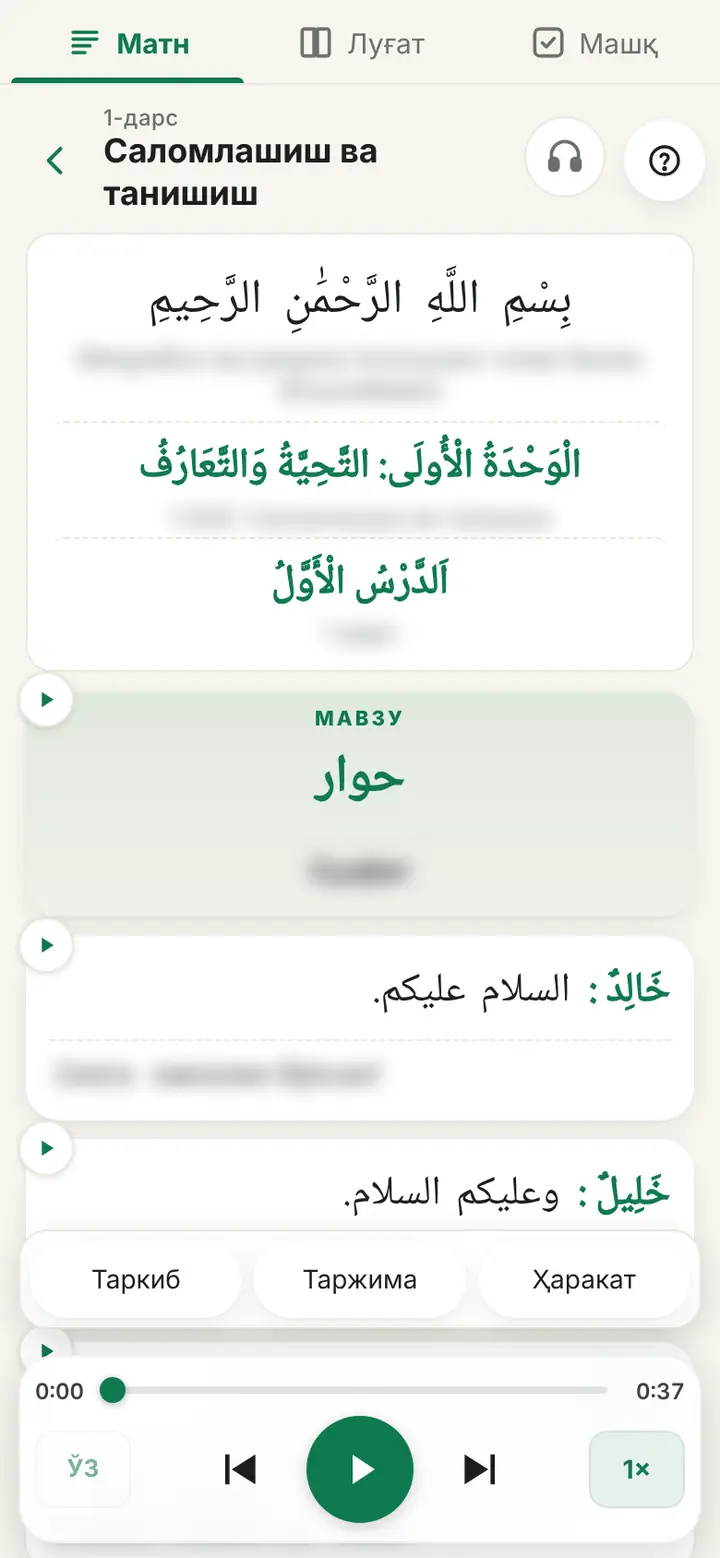 Матн
Луғат
Машқ
1-дарс
Саломлашиш ва
танишиш
بِسْمِ اللَّهِ الرَّحْمَٰنِ الرَّحِيمِ
الْوَحْدَةُ الْأُولَى: التَّحِيَّةُ وَالتَّعَارُفُ
اَلدَّرْسُ الْأَوَّلُ
МАВЗУ
حوار
خَالِدٌ : السلام عليكم.
خَلِيلٌ : وعليكم السلام.
Таркиб
Таржима
Ҳаракат
0:00
0:37
ЎЗ
1×